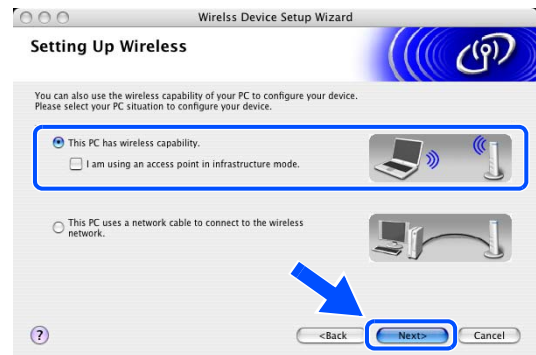 Wirelss Device Setup Wizard
Setting Up Wireless
You can also use the wireless capability of your PC to configure your device.
Please select your PC situation to configure your device.
This PC has wireless capability.
I am using an access point in infrastructure mode.
This PC uses a network cable to connect to the wireless
network.
?
<Back
Next>
Cancel